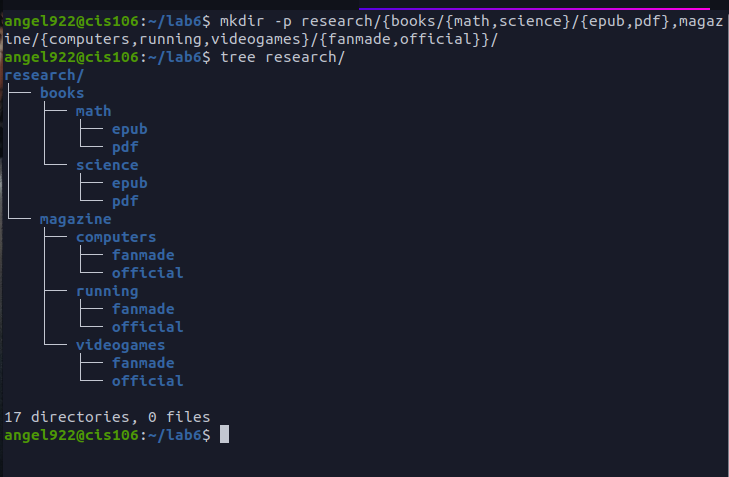 angel922@cis106:~/lab6$ mkdir -p research/{books/{math,science}/{epub,pdf},magaz
ine/{computers,running,videogames}/{fanmade,official}}/
angel922@cis106:~/lab6$ tree research/
research/
├── books
│   ├── math
│   │   ├── epub
│   │   └── pdf
│   └── science
│       ├── epub
│       └── pdf
└── magazine
    ├── computers
    │   ├── fanmade
    │   └── official
    ├── running
    │   ├── fanmade
    │   └── official
    └── videogames
        ├── fanmade
        └── official
17 directories, 0 files
angel922@cis106:~/lab6$